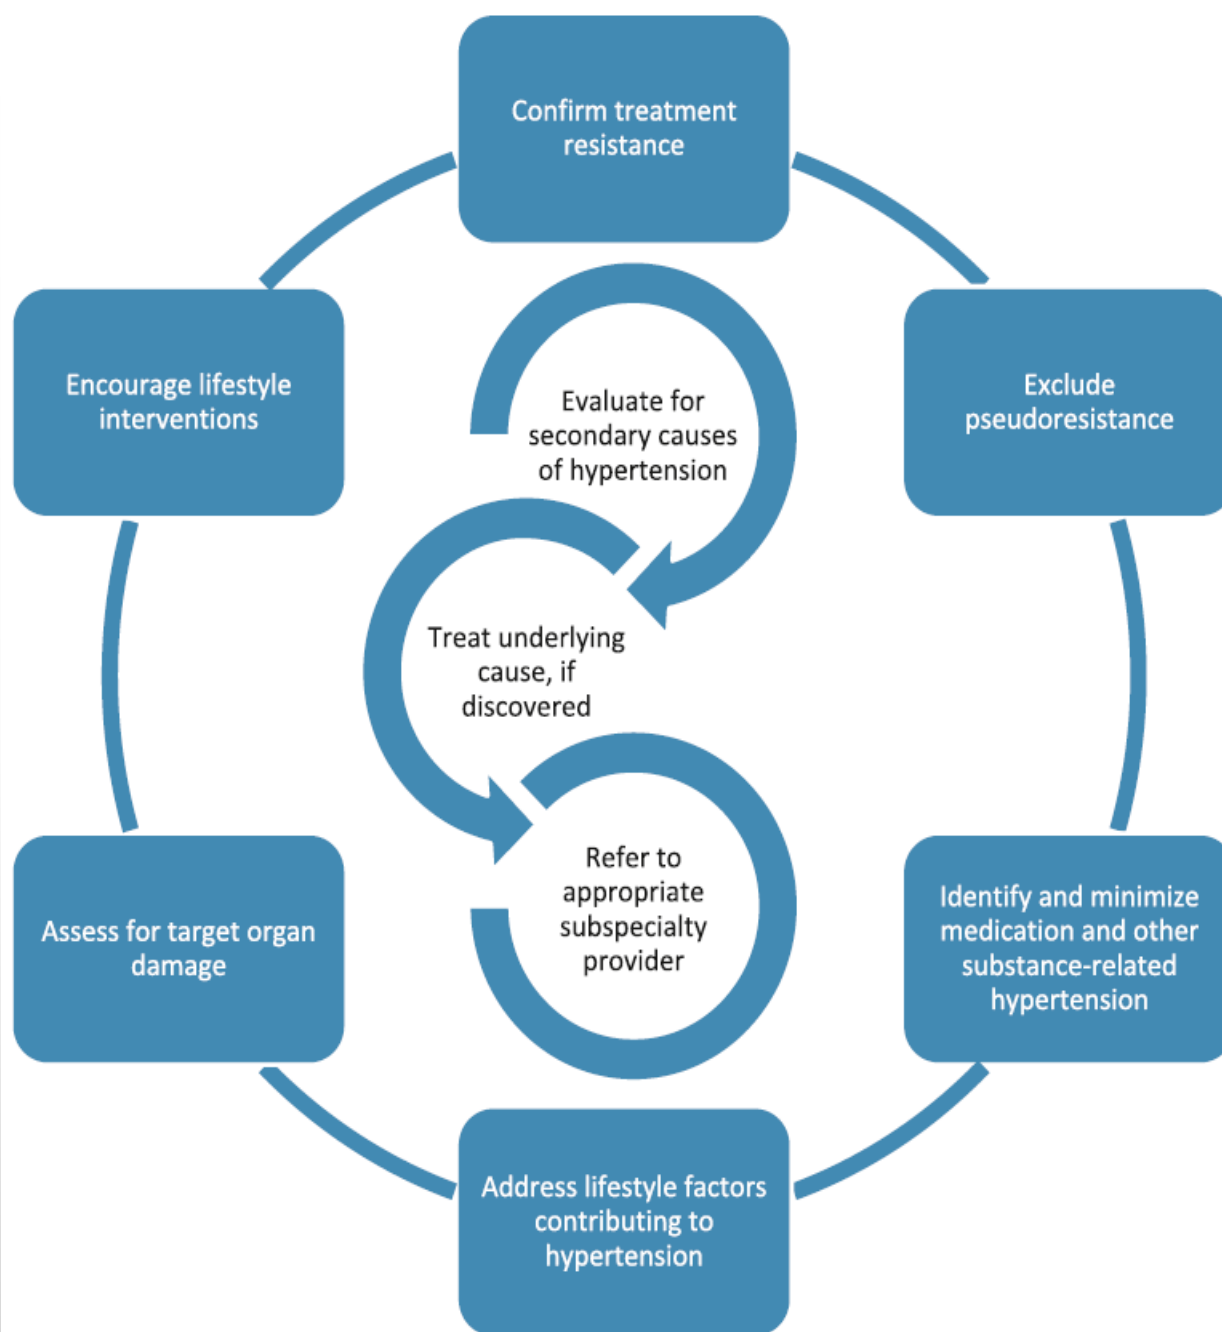 Confirm treatment
resistance
Exclude
pseudoresistance
Identify and minimize
medication and other
substance-related
hypertension
Address lifestyle factors
contributing to
hypertension
Assess for target organ
damage
Encourage lifestyle
interventions
Evaluate for
secondary causes
of hypertension
Treat underlying
cause, if
discovered
Refer to
appropriate
subspecialty
provider